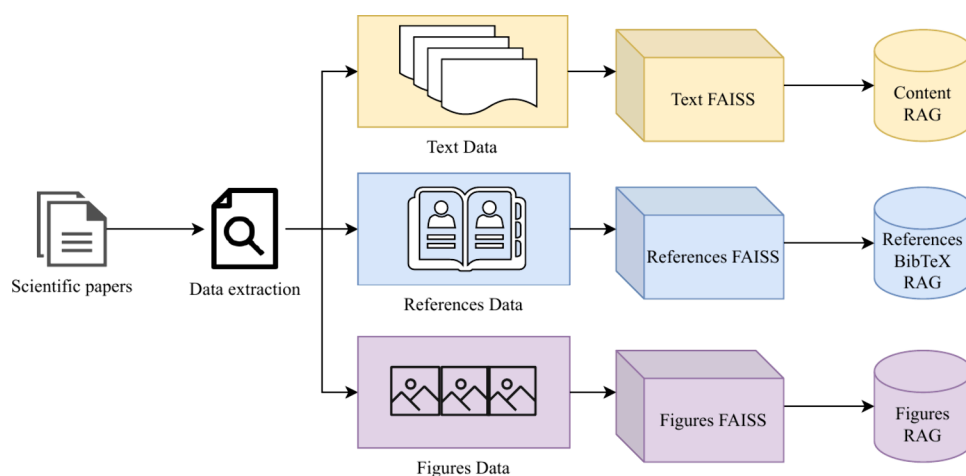 Text Data
Text FAISS
Content
RAG
Scientific papers
Data extraction
References Data
References FAISS
References
BibTeX
RAG
Figures Data
Figures FAISS
Figures
RAG